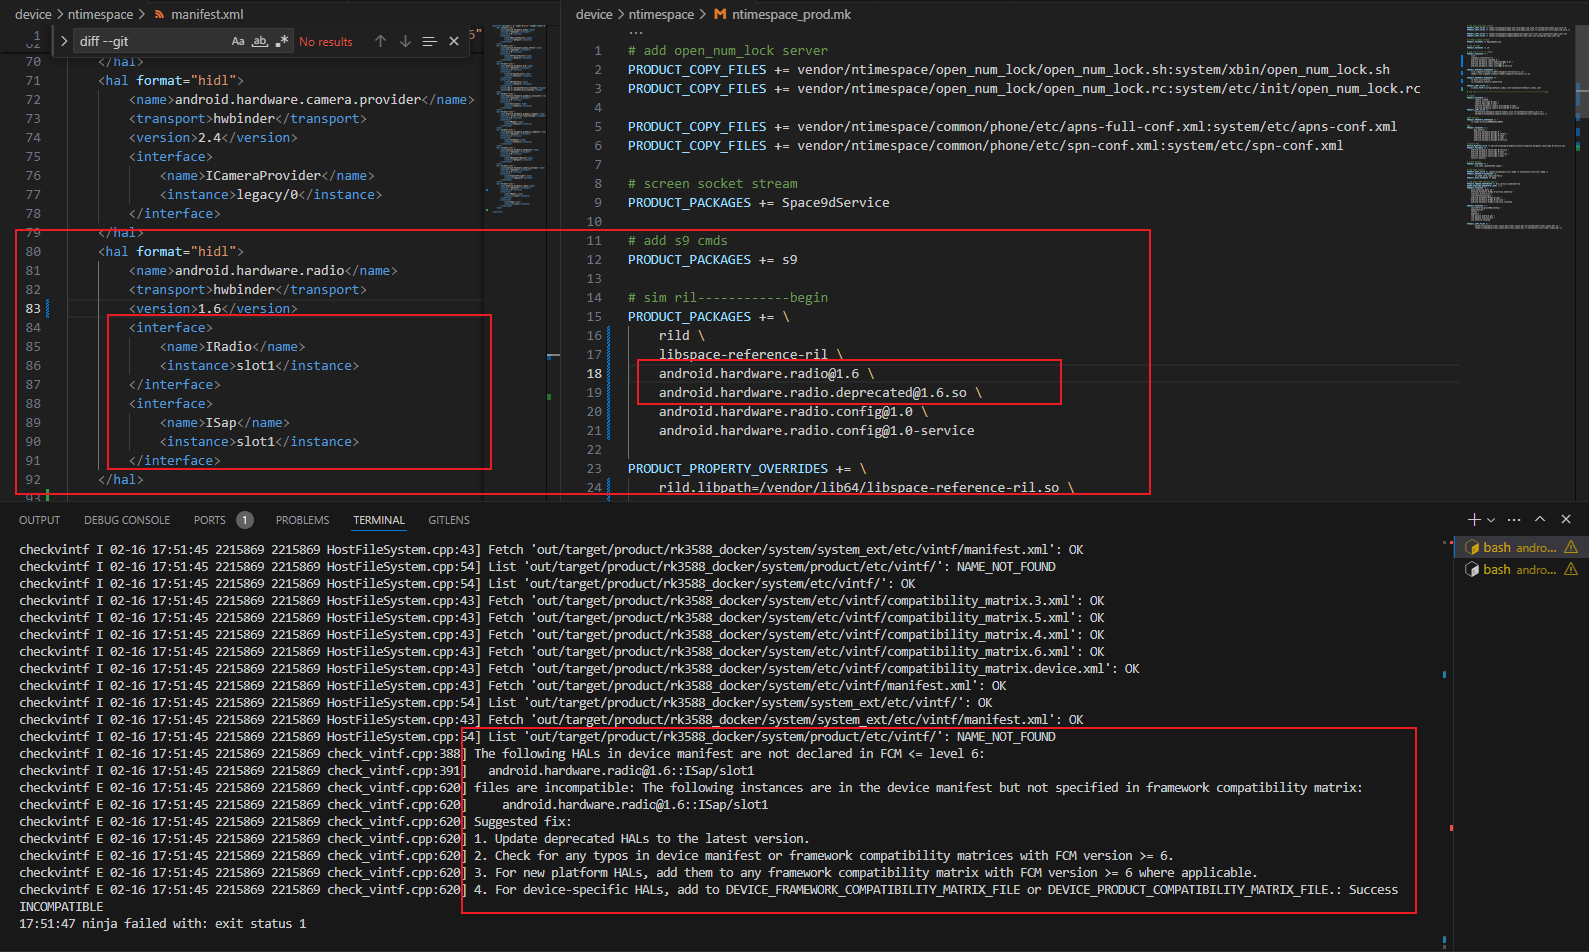 device > ntimespace > manifest.xml
diff --git
Aa ab .* No results
70 </hal>
71 <hal format="hidl">
72 <name>android.hardware.camera.provider</name>
73 <transport>hwbinder</transport>
74 <version>2.4</version>
75 <interface>
76 <name>ICameraProvider</name>
77 <instance>legacy/0</instance>
78 </interface>
79 </hal>
80 <hal format="hidl">
81 <name>android.hardware.radio</name>
82 <transport>hwbinder</transport>
83 <version>1.6</version>
84 <interface>
85 <name>IRadio</name>
86 <instance>slot1</instance>
87 </interface>
88 <interface>
89 <name>ISap</name>
90 <instance>slot1</instance>
91 </interface>
92 </hal>
93
device > ntimespace > ntimespace_prod.mk
...
1 # add open_num_lock server
2 PRODUCT_COPY_FILES += vendor/ntimespace/open_num_lock/open_num_lock.sh:system/xbin/open_num_lock.sh
3 PRODUCT_COPY_FILES += vendor/ntimespace/open_num_lock/open_num_lock.rc:system/etc/init/open_num_lock.rc
4
5 PRODUCT_COPY_FILES += vendor/ntimespace/common/phone/etc/apns-full-conf.xml:system/etc/apns-conf.xml
6 PRODUCT_COPY_FILES += vendor/ntimespace/common/phone/etc/spn-conf.xml:system/etc/spn-conf.xml
7
8 # screen socket stream
9 PRODUCT_PACKAGES += Space9dService
10
11 # add s9 cmds
12 PRODUCT_PACKAGES += s9
13
14 # sim ril------------begin
15 PRODUCT_PACKAGES += \
16 rild \
17 libspace-reference-ril \
18 android.hardware.radio@1.6 \
19 android.hardware.radio.deprecated@1.6.so \
20 android.hardware.radio.config@1.0 \
21 android.hardware.radio.config@1.0-service
22
23 PRODUCT_PROPERTY_OVERRIDES += \
24 rild.libpath=/vendor/lib64/libspace-reference-ril.so \
OUTPUT DEBUG CONSOLE PORTS 1 PROBLEMS TERMINAL GITLENS
checkvintf I 02-16 17:51:45 2215869 2215869 HostFileSystem.cpp:43] Fetch 'out/target/product/rk3588_docker/system/system_ext/etc/vintf/manifest.xml': OK
checkvintf I 02-16 17:51:45 2215869 2215869 HostFileSystem.cpp:54] List 'out/target/product/rk3588_docker/system/product/etc/vintf/': NAME_NOT_FOUND
checkvintf I 02-16 17:51:45 2215869 2215869 HostFileSystem.cpp:54] List 'out/target/product/rk3588_docker/system/etc/vintf/': OK
checkvintf I 02-16 17:51:45 2215869 2215869 HostFileSystem.cpp:43] Fetch 'out/target/product/rk3588_docker/system/etc/vintf/compatibility_matrix.3.xml': OK
checkvintf I 02-16 17:51:45 2215869 2215869 HostFileSystem.cpp:43] Fetch 'out/target/product/rk3588_docker/system/etc/vintf/compatibility_matrix.5.xml': OK
checkvintf I 02-16 17:51:45 2215869 2215869 HostFileSystem.cpp:43] Fetch 'out/target/product/rk3588_docker/system/etc/vintf/compatibility_matrix.4.xml': OK
checkvintf I 02-16 17:51:45 2215869 2215869 HostFileSystem.cpp:43] Fetch 'out/target/product/rk3588_docker/system/etc/vintf/compatibility_matrix.6.xml': OK
checkvintf I 02-16 17:51:45 2215869 2215869 HostFileSystem.cpp:43] Fetch 'out/target/product/rk3588_docker/system/etc/vintf/compatibility_matrix.device.xml': OK
checkvintf I 02-16 17:51:45 2215869 2215869 HostFileSystem.cpp:43] Fetch 'out/target/product/rk3588_docker/system/etc/vintf/manifest.xml': OK
checkvintf I 02-16 17:51:45 2215869 2215869 HostFileSystem.cpp:54] List 'out/target/product/rk3588_docker/system/system_ext/etc/vintf/': OK
checkvintf I 02-16 17:51:45 2215869 2215869 HostFileSystem.cpp:43] Fetch 'out/target/product/rk3588_docker/system/system_ext/etc/vintf/manifest.xml': OK
checkvintf I 02-16 17:51:45 2215869 2215869 HostFileSystem.cpp:54] List 'out/target/product/rk3588_docker/system/product/etc/vintf/': NAME_NOT_FOUND
checkvintf I 02-16 17:51:45 2215869 2215869 check_vintf.cpp:388] The following HALs in device manifest are not declared in FCM <= level 6:
checkvintf I 02-16 17:51:45 2215869 2215869 check_vintf.cpp:391] android.hardware.radio@1.6::ISap/slot1
checkvintf E 02-16 17:51:45 2215869 2215869 check_vintf.cpp:620] files are incompatible: The following instances are in the device manifest but not specified in framework compatibility matrix:
checkvintf E 02-16 17:51:45 2215869 2215869 check_vintf.cpp:620] android.hardware.radio@1.6::ISap/slot1
checkvintf E 02-16 17:51:45 2215869 2215869 check_vintf.cpp:620] Suggested fix:
checkvintf E 02-16 17:51:45 2215869 2215869 check_vintf.cpp:620] 1. Update deprecated HALs to the latest version.
checkvintf E 02-16 17:51:45 2215869 2215869 check_vintf.cpp:620] 2. Check for any typos in device manifest or framework compatibility matrices with FCM version >= 6.
checkvintf E 02-16 17:51:45 2215869 2215869 check_vintf.cpp:620] 3. For new platform HALs, add them to any framework compatibility matrix with FCM version >= 6 where applicable.
checkvintf E 02-16 17:51:45 2215869 2215869 check_vintf.cpp:620] 4. For device-specific HALs, add to DEVICE_FRAMEWORK_COMPATIBILITY_MATRIX_FILE or DEVICE_PRODUCT_COMPATIBILITY_MATRIX_FILE.: Success
INCOMPATIBLE
17:51:47 ninja failed with: exit status 1
bash andro...
bash andro...